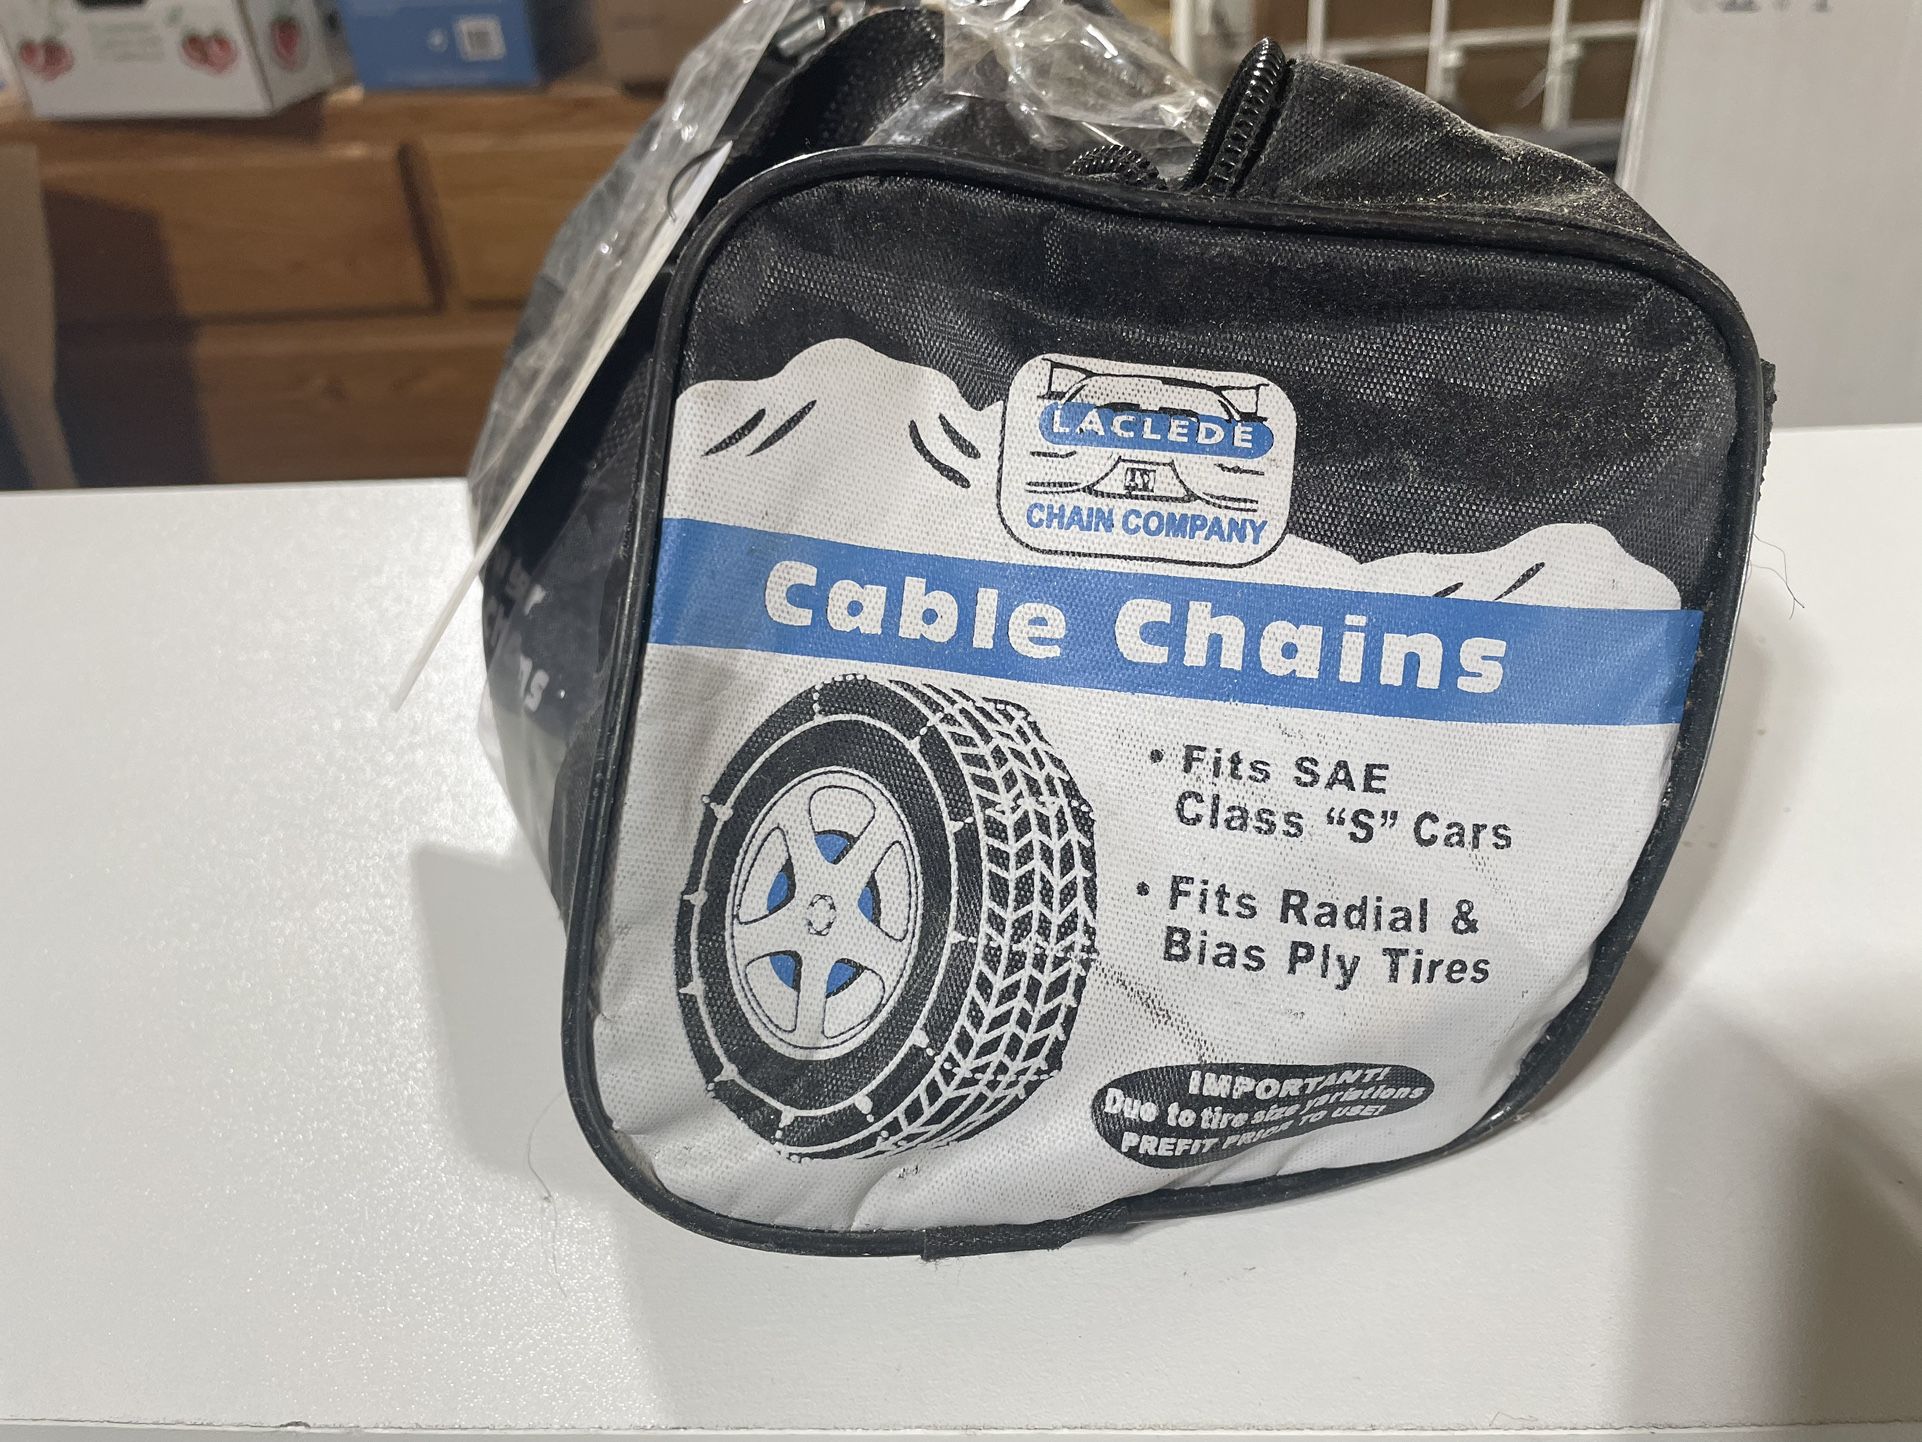 LACLEDE
CHAIN COMPANY
Cable Chains
• Fits SAE
Class “S” Cars
• Fits Radial &
Bias Ply Tires
IMPORTANT!
Due to tire size variations
PREFIT PRIOR TO USE!